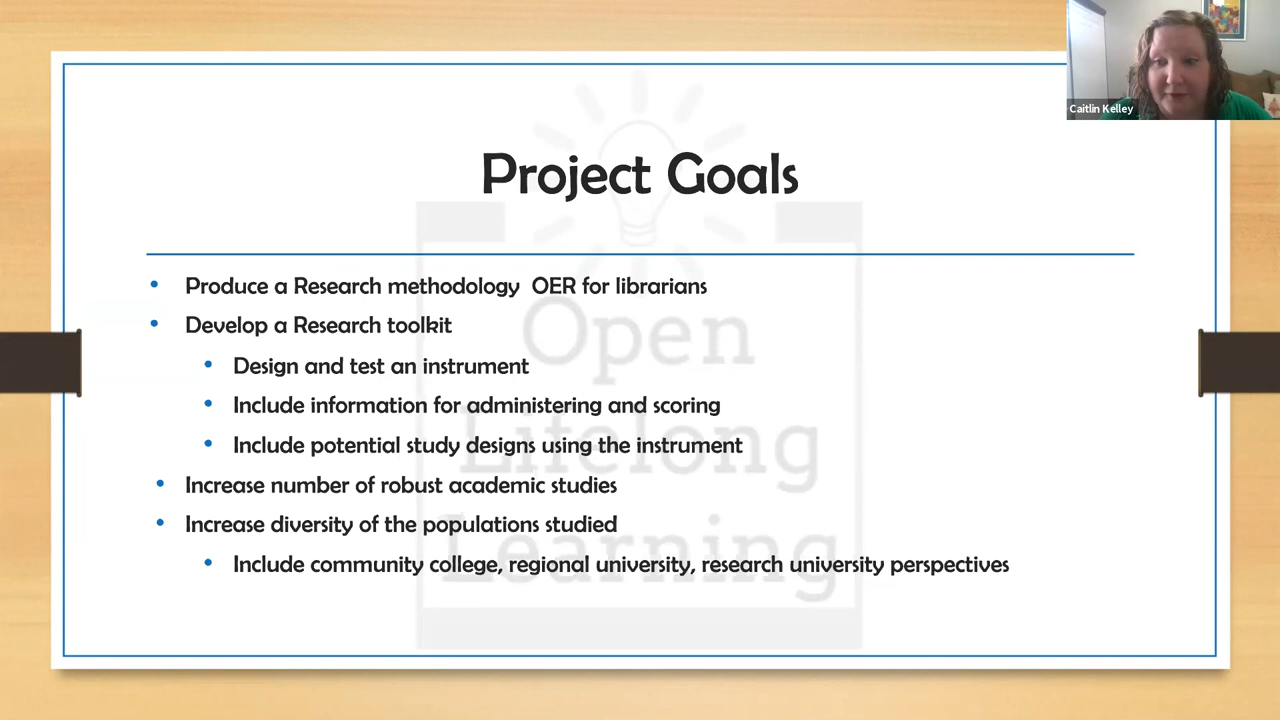 Caitlin Kelley
Project Goals
• Produce a Research methodology  OER for librarians
• Develop a Research toolkit
• Design and test an instrument
• Include information for administering and scoring
• Include potential study designs using the instrument
• Increase number of robust academic studies
• Increase diversity of the populations studied
• Include community college, regional university, research university perspectives
Open
Lifelong
Learning